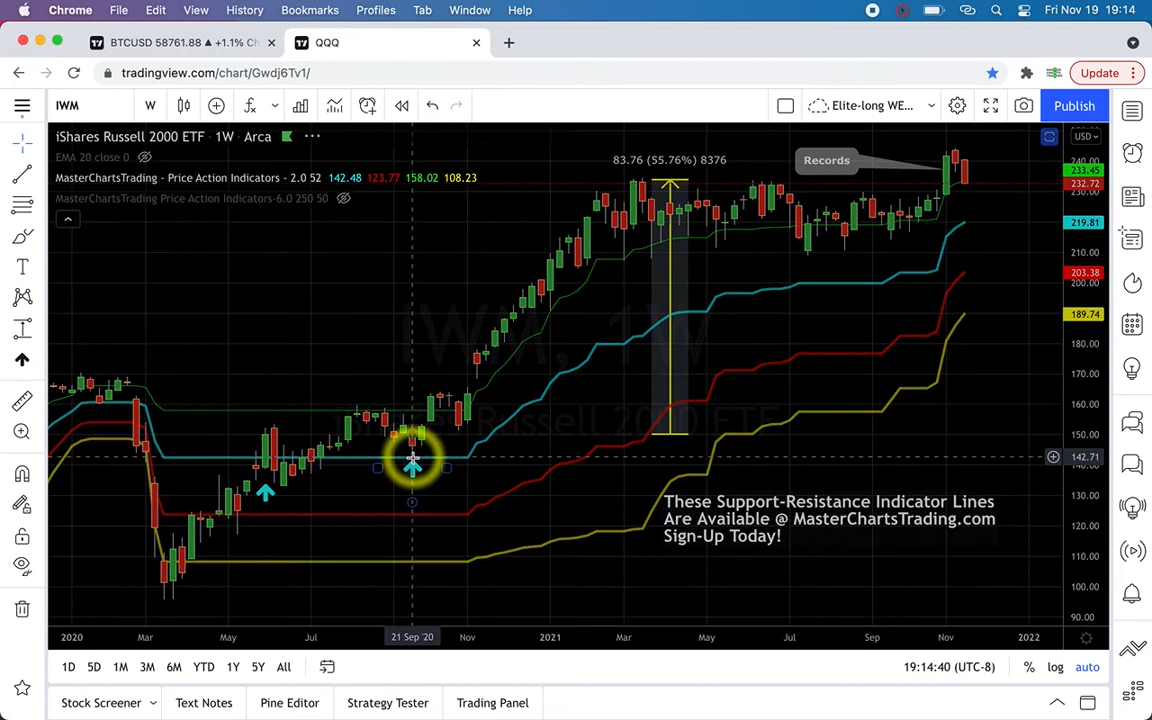 Chrome File Edit View History Bookmarks Profiles Tab Window Help Fri Nov 19 19:14
BTCUSD 58761.88 ▲ +1.1% Ch QQQ
tradingview.com/chart/Gwdj6Tv1/ Update
IWM W Elite-long WE... Publish
iShares Russell 2000 ETF · 1W · Arca USD
EMA 20 close 0
MasterChartsTrading - Price Action Indicators - 2.0 52 142.48 123.77 158.02 108.23
MasterChartsTrading Price Action Indicators-6.0 250 50
83.76 (55.76%) 8376
Records
240.00
233.45
232.72
230.00
219.81
210.00
203.38
200.00
189.74
180.00
170.00
160.00
150.00
142.71
140.00
130.00
120.00
110.00
100.00
90.00
IWM, 1W
iShares Russell 2000 ETF
These Support-Resistance Indicator Lines
Are Available @ MasterChartsTrading.com
Sign-Up Today!
2020 Mar May Jul 21 Sep '20 Nov 2021 Mar May Jul Sep Nov 2022
1D 5D 1M 3M 6M YTD 1Y 5Y All 19:14:40 (UTC-8) % log auto
Stock Screener Text Notes Pine Editor Strategy Tester Trading Panel